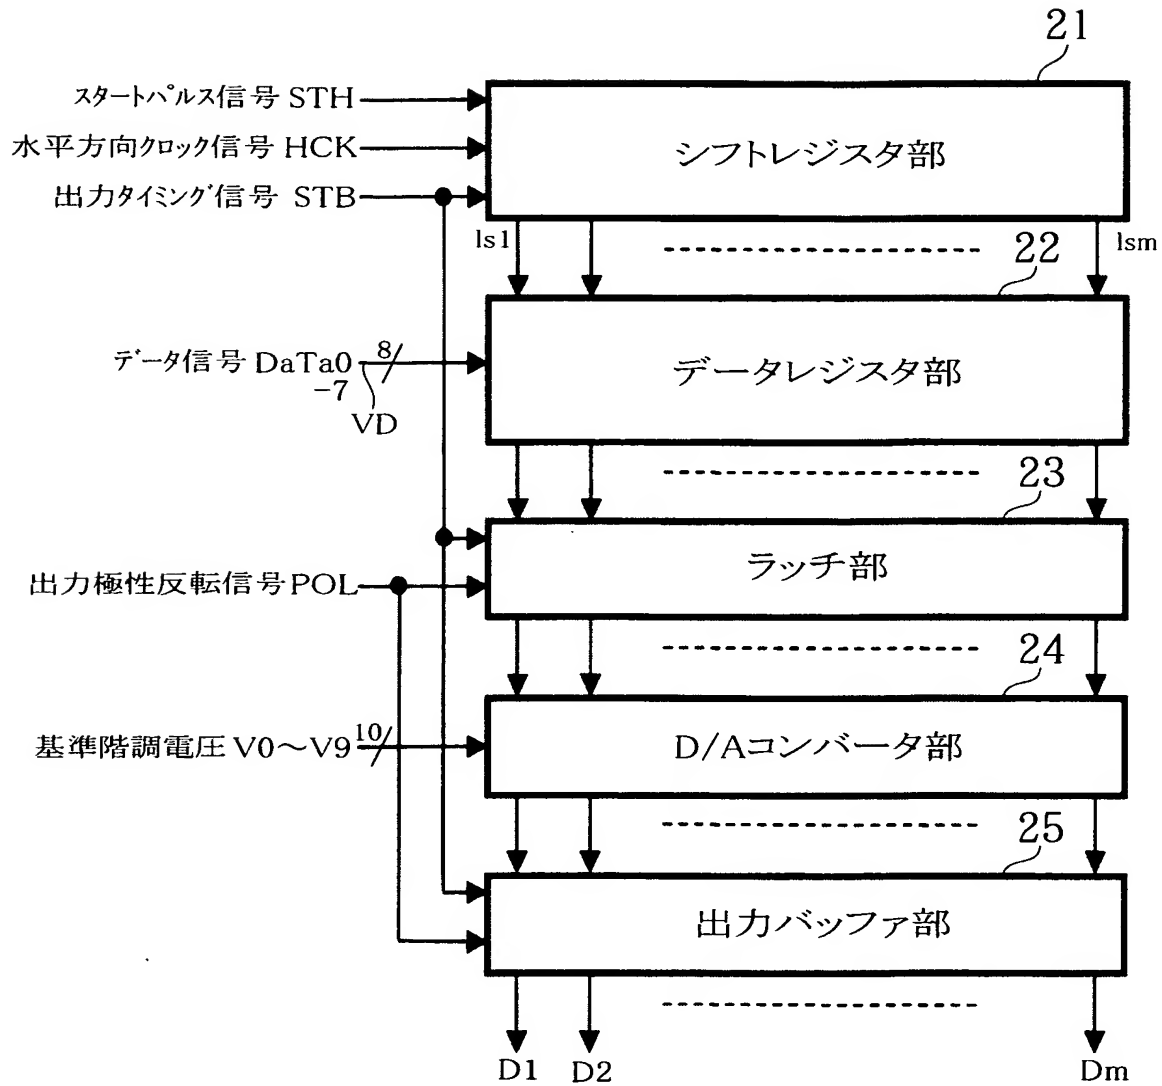 21
スタートパルス信号 STH
水平方向クロック信号 HCK
出力タイミング信号 STB
シフトレジスタ部
ls1
lsm
22
データ信号 DaTa0
-7
8
VD
データレジスタ部
23
ラッチ部
出力極性反転信号 POL
24
基準階調電圧 V0～V9
10
D/Aコンバータ部
25
出力バッファ部
D1
D2
Dm